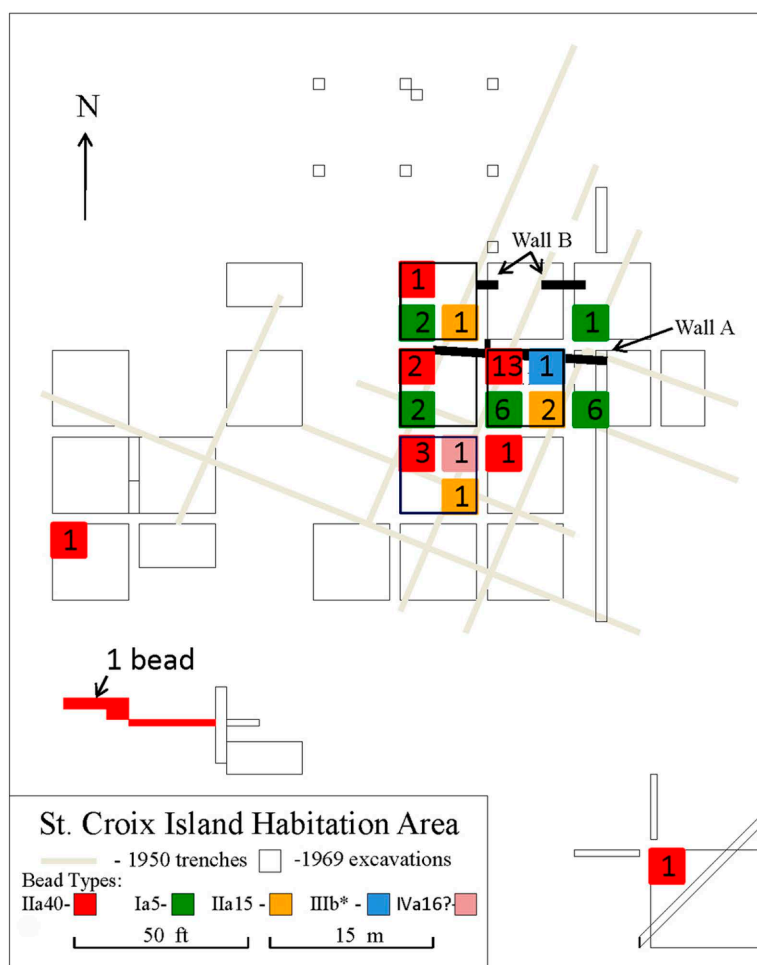 N
Wall B
1
2 1
1
Wall A
2
13 1
2
6 2
6
3 1
1
1
1
1 bead
1
St. Croix Island Habitation Area
- 1950 trenches
-1969 excavations
Bead Types:
IIa40-
Ia5-
IIa15 -
IIIb* -
IVa16?-
50 ft
15 m